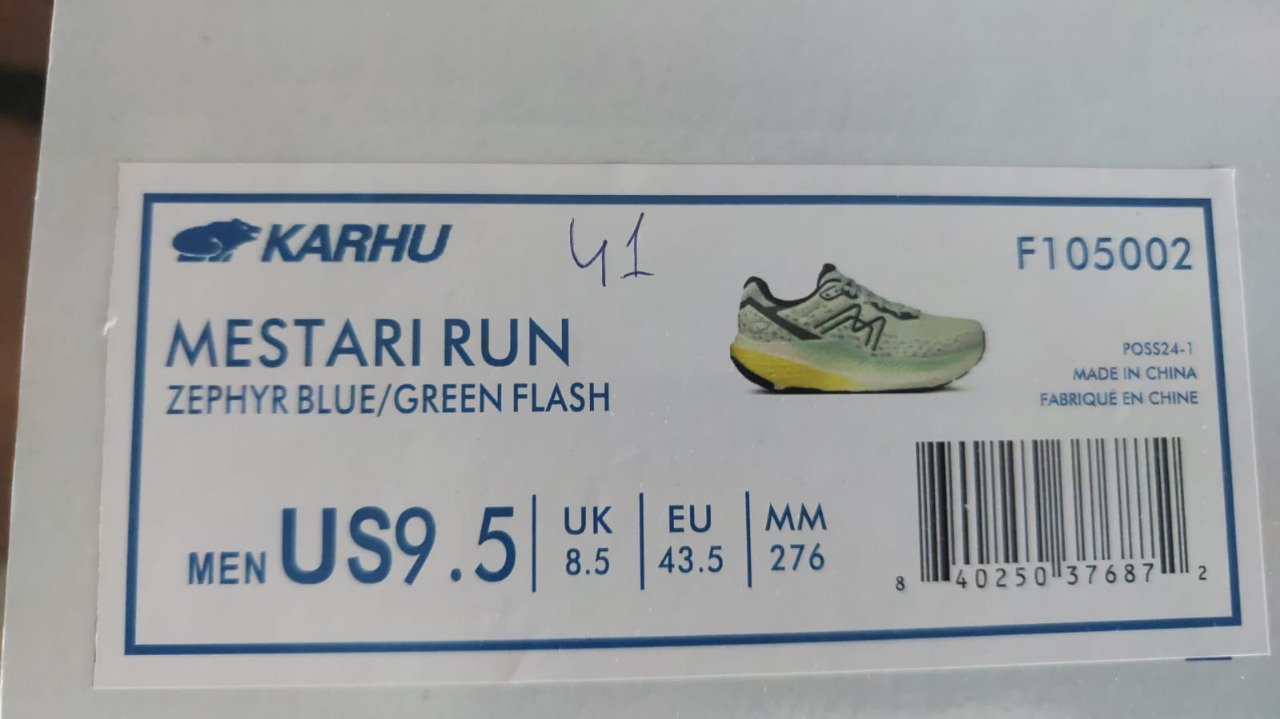 KARHU
41
F105002
MESTARI RUN
ZEPHYR BLUE/GREEN FLASH
POSS24-1
MADE IN CHINA
FABRIQUÉ EN CHINE
MEN US9.5
UK
8.5
EU
43.5
MM
276
8 40250 37687 2